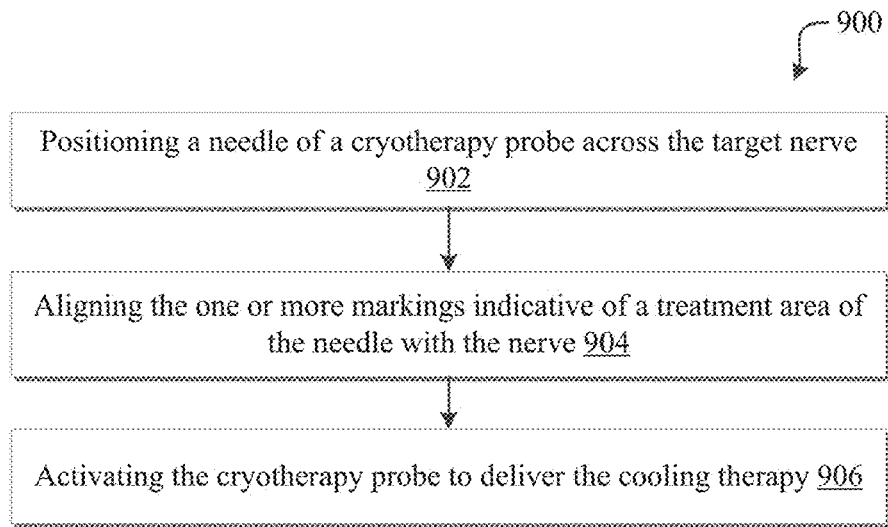 900
Positioning a needle of a cryotherapy probe across the target nerve
902
Aligning the one or more markings indicative of a treatment area of
the needle with the nerve 904
Activating the cryotherapy probe to deliver the cooling therapy 906